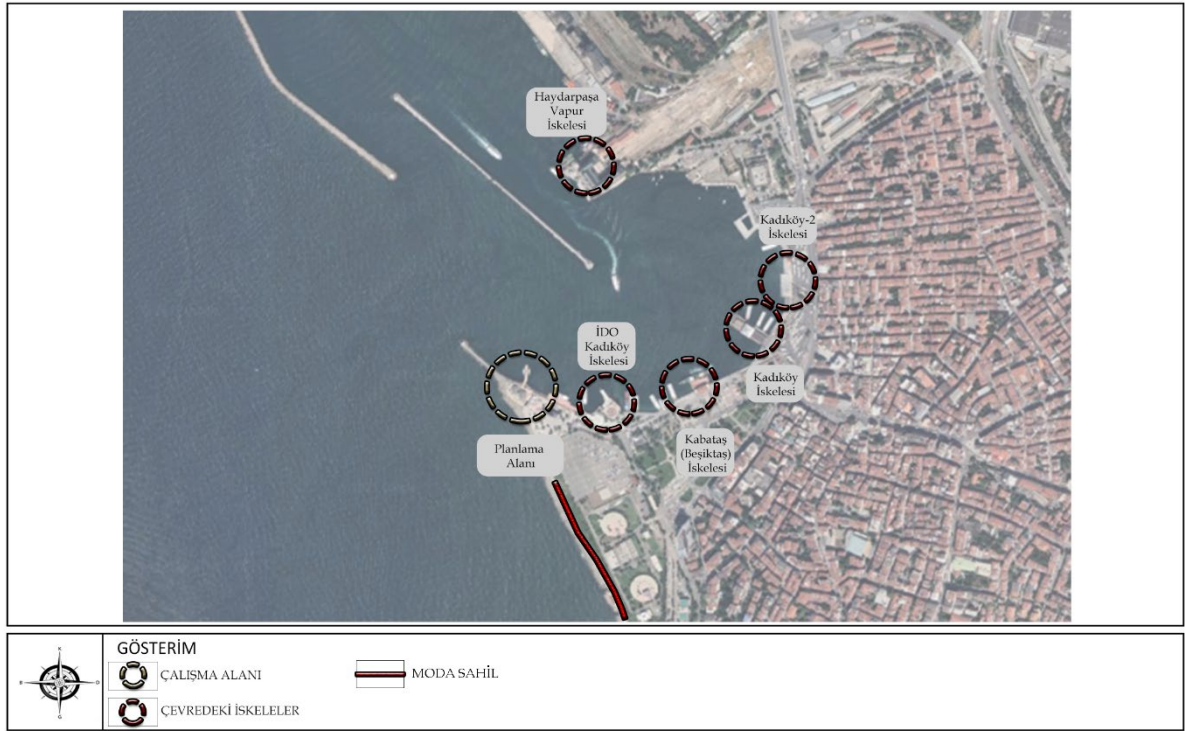 Haydarpaşa
Vapur
İskelesi
Kadıköy-2
İskelesi
İDO
Kadıköy
İskelesi
Kadıköy
İskelesi
Planlama
Alanı
Kabataş
(Beşiktaş)
İskelesi
GÖSTERİM
ÇALIŞMA ALANI
MODA SAHİL
ÇEVREDEKİ İSKELELER
K
B
D
G